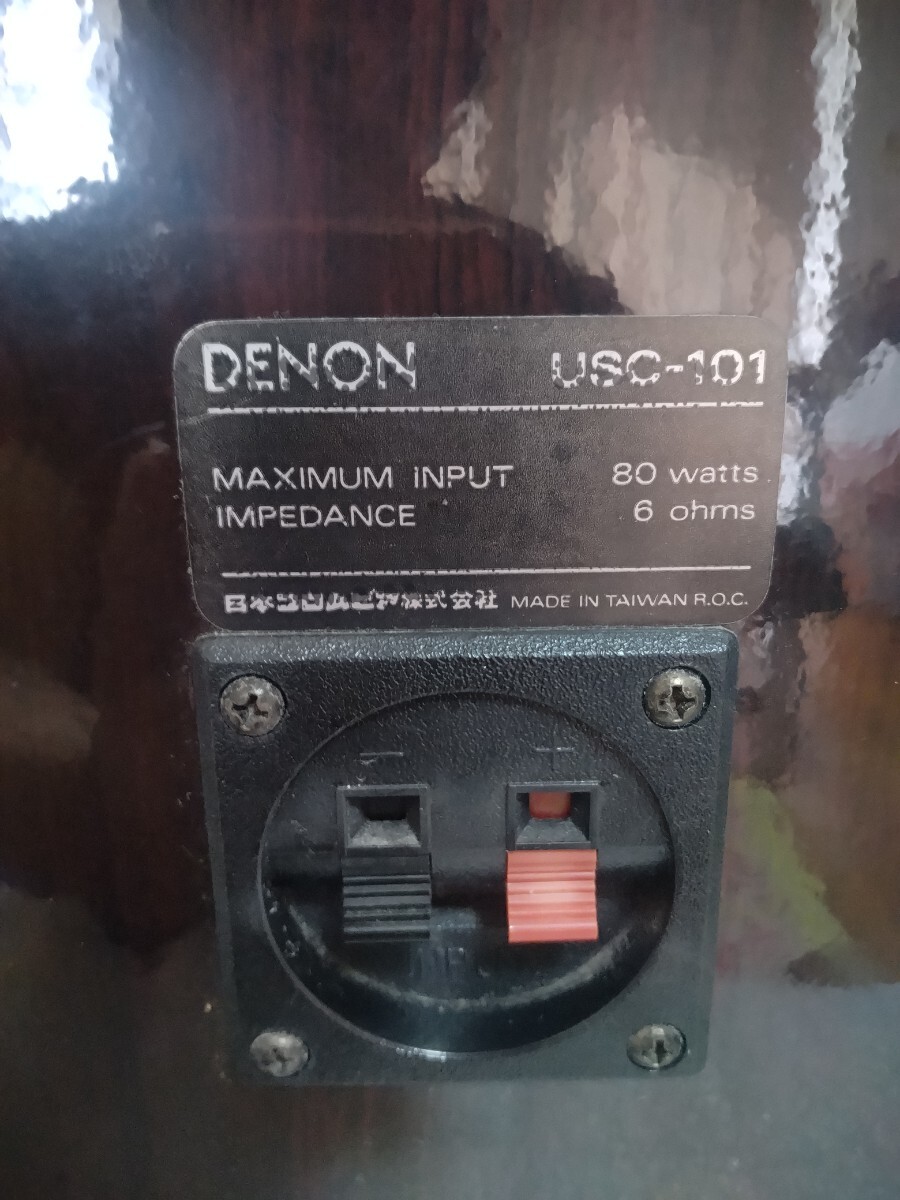 DENON USC-101
MAXIMUM INPUT 80 watts
IMPEDANCE 6 ohms
日本コロムビア株式会社 MADE IN TAIWAN R.O.C.
− +